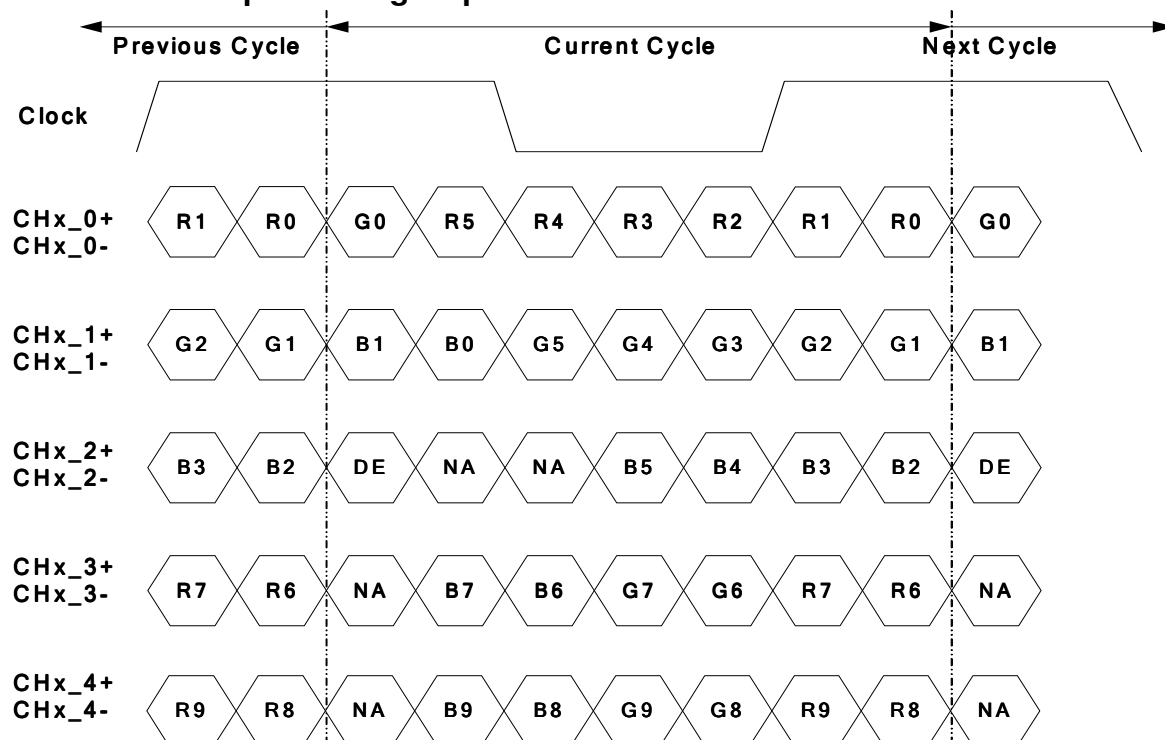 Previous Cycle Current Cycle Next Cycle
Clock
CHx_0+ R1 R0 G0 R5 R4 R3 R2 R1 R0 G0
CHx_0-
CHx_1+ G2 G1 B1 B0 G5 G4 G3 G2 G1 B1
CHx_1-
CHx_2+ B3 B2 DE NA NA B5 B4 B3 B2 DE
CHx_2-
CHx_3+ R7 R6 NA B7 B6 G7 G6 R7 R6 NA
CHx_3-
CHx_4+ R9 R8 NA B9 B8 G9 G8 R9 R8 NA
CHx_4-